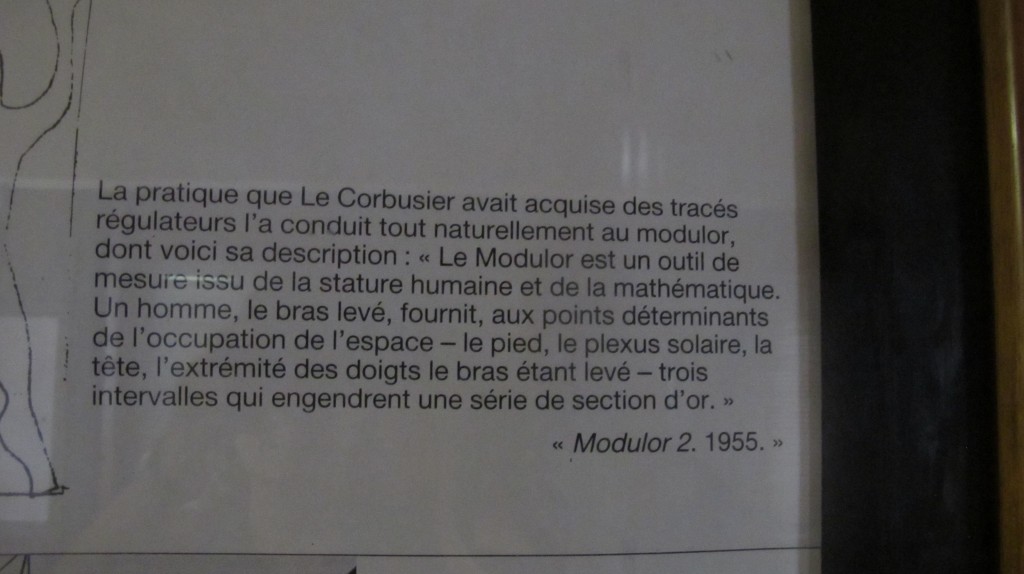 La pratique que Le Corbusier avait acquise des tracés
régulateurs l'a conduit tout naturellement au modulor,
dont voici sa description : « Le Modulor est un outil de
mesure issu de la stature humaine et de la mathématique.
Un homme, le bras levé, fournit, aux points déterminants
de l'occupation de l'espace – le pied, le plexus solaire, la
tête, l'extrémité des doigts le bras étant levé – trois
intervalles qui engendrent une série de section d'or. »
« Modulor 2. 1955. »